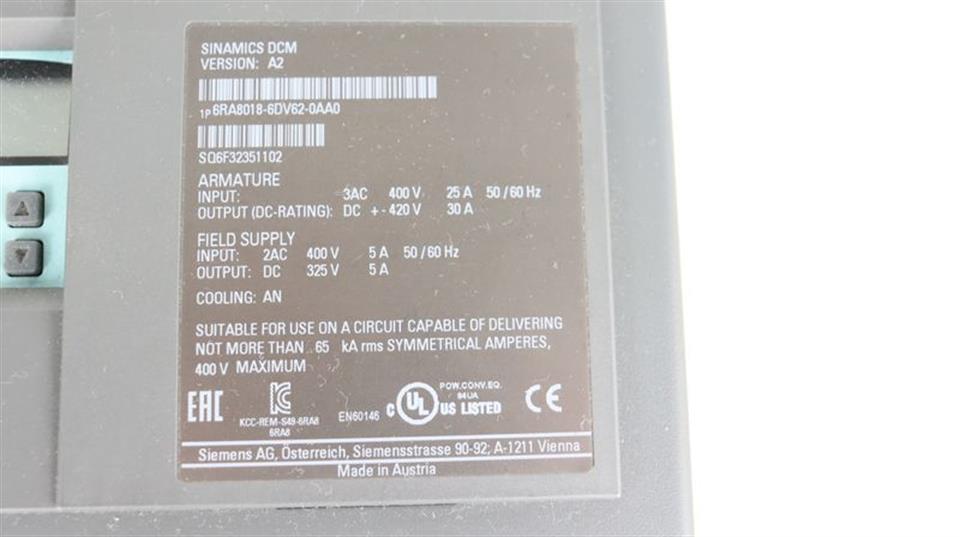 SINAMICS DCM
VERSION: A2
1P 6RA8018-6DV62-0AA0
SQ6F32351102
ARMATURE
INPUT: 3AC 400 V 25 A 50/60 Hz
OUTPUT (DC-RATING): DC +-420V 30 A
FIELD SUPPLY
INPUT: 2AC 400 V 5 A 50/60 Hz
OUTPUT: DC 325 V 5 A
COOLING: AN
SUITABLE FOR USE ON A CIRCUIT CAPABLE OF DELIVERING
NOT MORE THAN 65 kA rms SYMMETRICAL AMPERES,
400 V MAXIMUM
EAC
KCC-REM-S49-6RA8
6RA8
EN60146
C UL US LISTED
POW.CONV.EQ.
94UA
CE
Siemens AG, Österreich, Siemensstrasse 90-92; A-1211 Vienna
Made in Austria